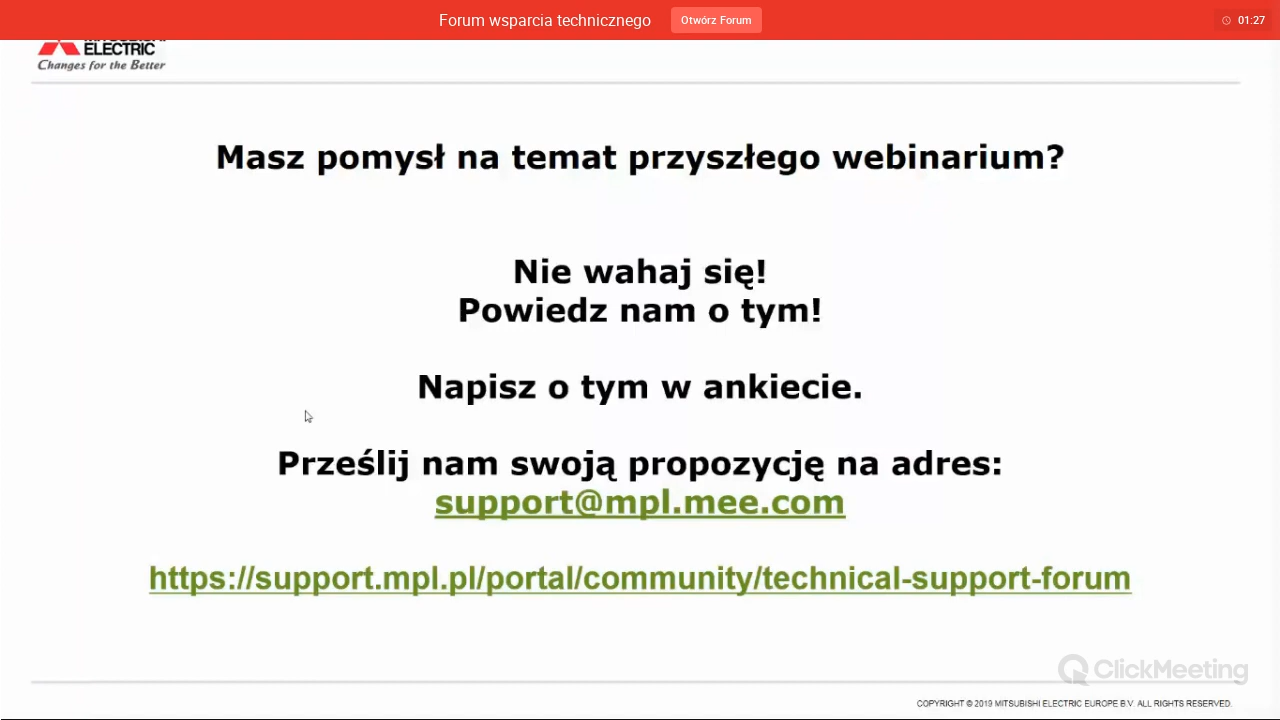 Forum wsparcia technicznego
Otwórz Forum
01:27
ELECTRIC
Changes for the Better
Masz pomysł na temat przyszłego webinarium?
Nie wahaj się!
Powiedz nam o tym!
Napisz o tym w ankiecie.
Prześlij nam swoją propozycję na adres:
support@mpl.mee.com
https://support.mpl.pl/portal/community/technical-support-forum
ClickMeeting
COPYRIGHT © 2019 MITSUBISHI ELECTRIC EUROPE B.V. ALL RIGHTS RESERVED.